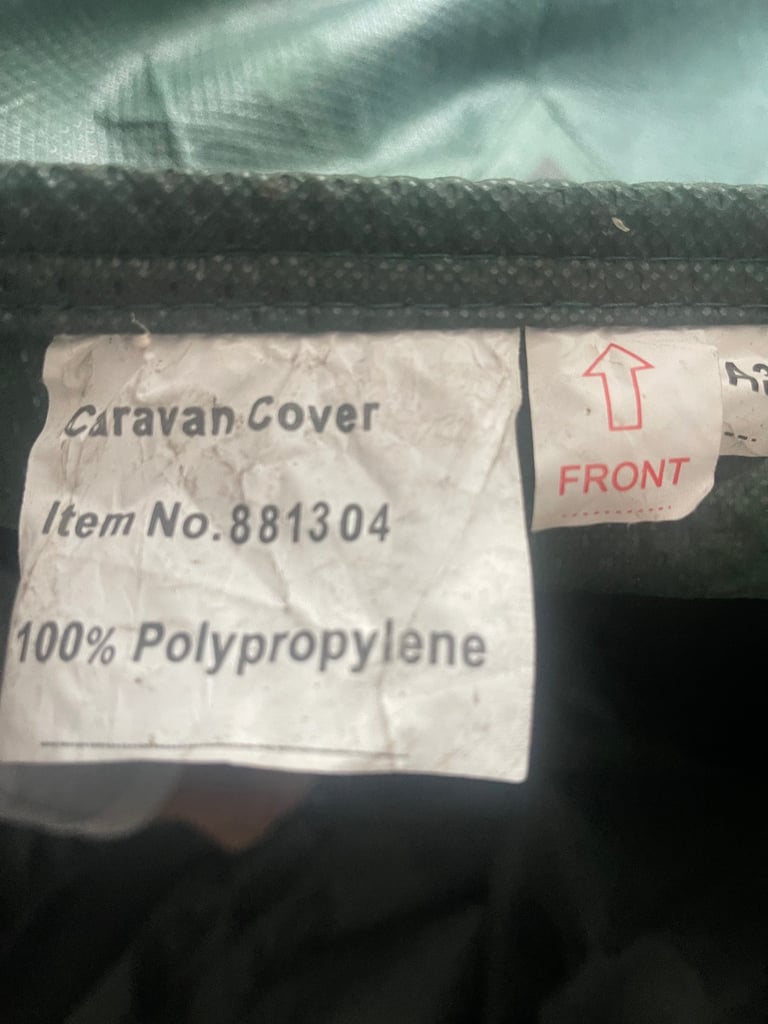 Caravan Cover
Item No.881304
100% Polypropylene
FRONT